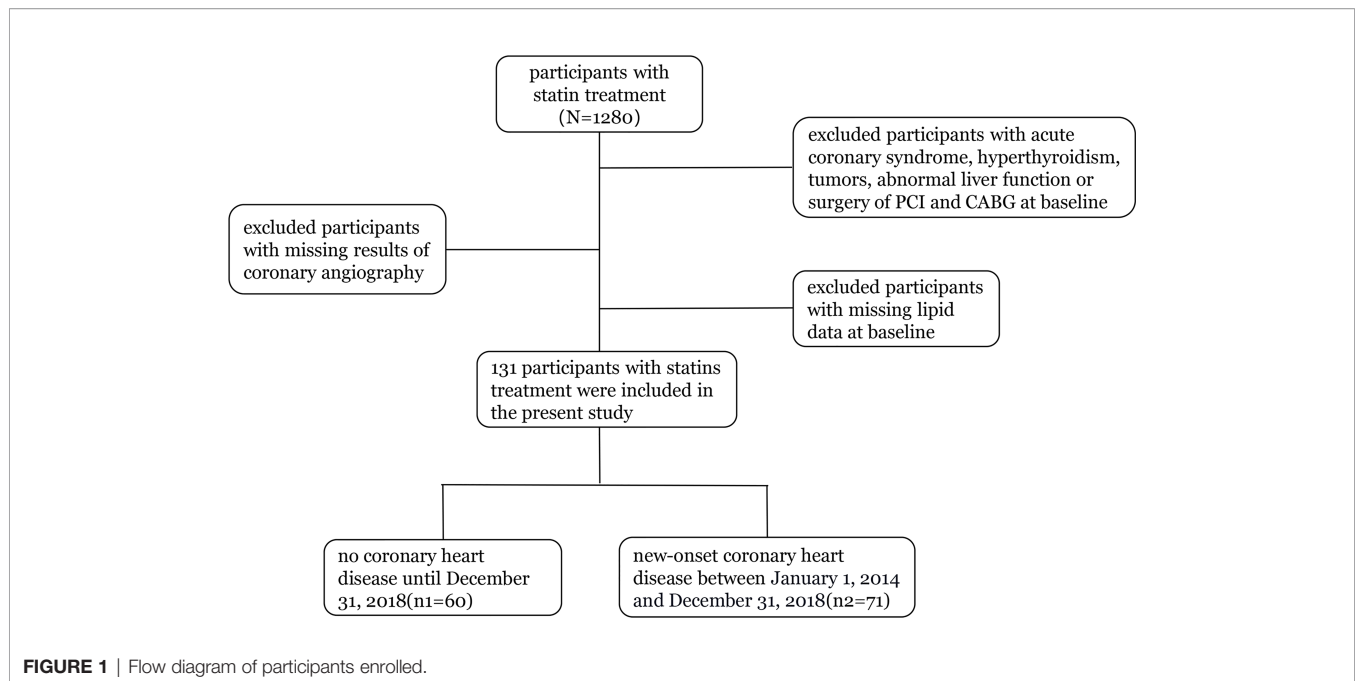 participants with
statin treatment
(N=1280)
excluded participants with acute
coronary syndrome, hyperthyroidism,
tumors, abnormal liver function or
surgery of PCI and CABG at baseline
excluded participants
with missing results of
coronary angiography
excluded participants
with missing lipid
data at baseline
131 participants with statins
treatment were included in
the present study
no coronary heart
disease until December
31, 2018(n1=60)
new-onset coronary heart
disease between January 1, 2014
and December 31, 2018(n2=71)
FIGURE 1 | Flow diagram of participants enrolled.